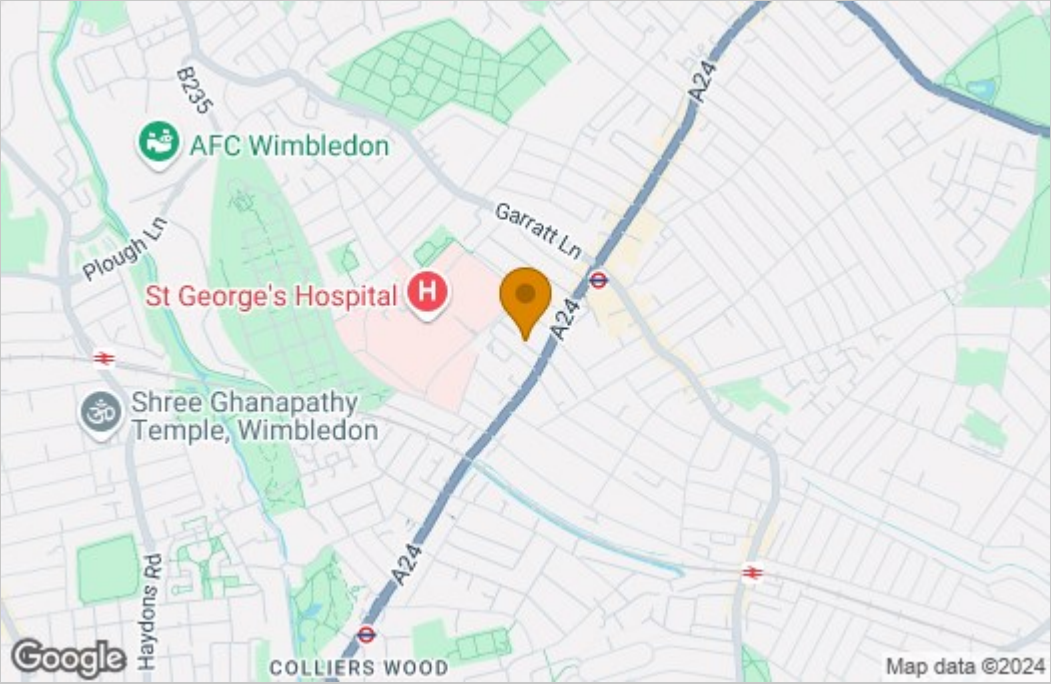 A24
B235
AFC Wimbledon
Garratt Ln
Plough Ln
St George's Hospital
H
A24
Shree Ghanapathy
Temple, Wimbledon
A24
Haydons Rd
Google
COLLIERS WOOD
Map data ©2024